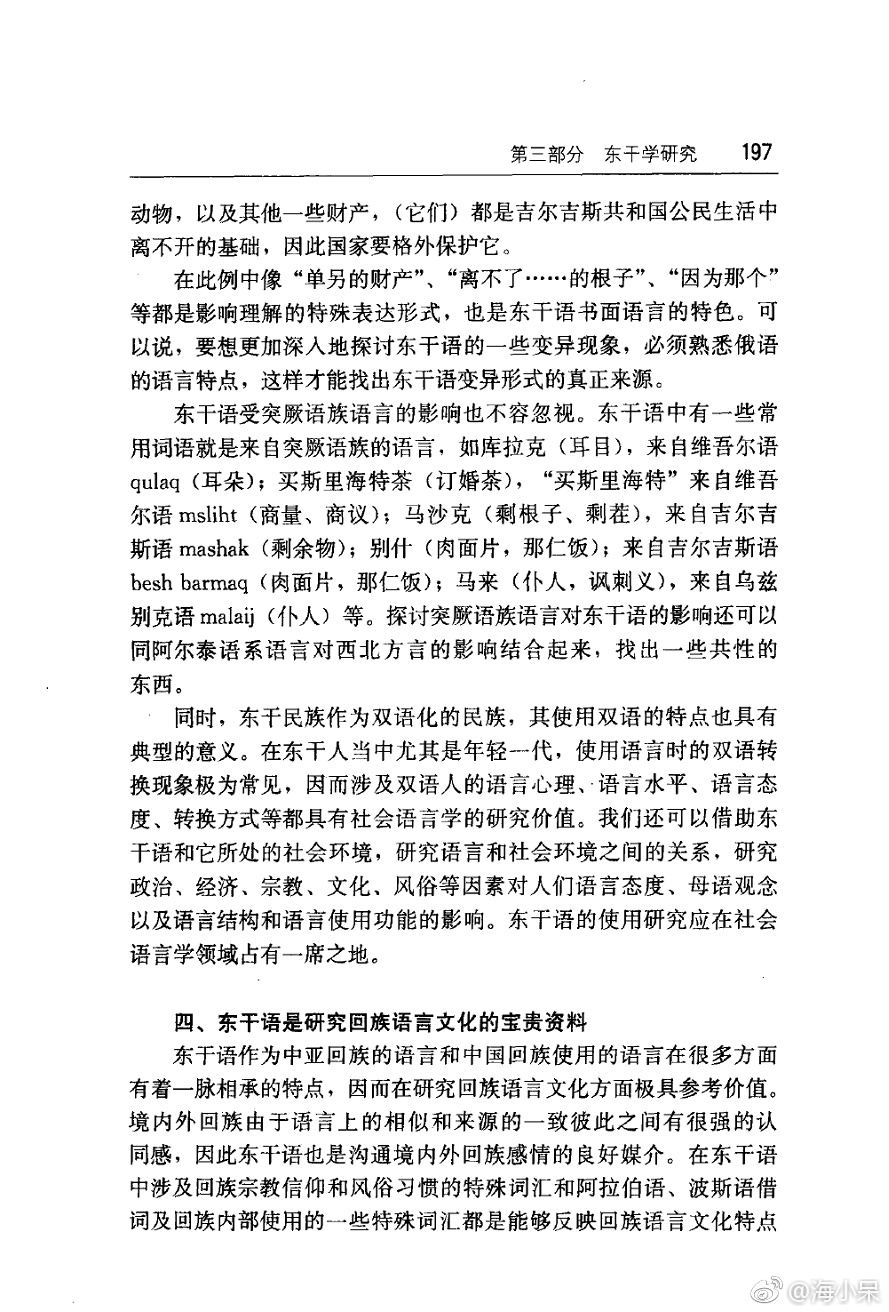 第三部分 东干学研究 197
动物，以及其他一些财产，（它们）都是吉尔吉斯共和国公民生活中
离不开的基础，因此国家要格外保护它。
在此例中像“单另的财产”、“离不了……的根子”、“因为那个”
等都是影响理解的特殊表达形式，也是东干语书面语言的特色。可
以说，要想更加深入地探讨东干语的一些变异现象，必须熟悉俄语
的语言特点，这样才能找出东干语变异形式的真正来源。
东干语受突厥语族语言的影响也不容忽视。东干语中有一些常
用词语就是来自突厥语族的语言，如库拉克（耳目），来自维吾尔语
qulaq（耳朵）；买斯里海特茶（订婚茶），“买斯里海特”来自维吾
尔语 msliht（商量、商议）；马沙克（剩根子、剩茬），来自吉尔吉
斯语 mashak（剩余物）；别什（肉面片，那仁饭）；来自吉尔吉斯语
besh barmaq（肉面片，那仁饭）；马来（仆人，讽刺义），来自乌兹
别克语 malaij（仆人）等。探讨突厥语族语言对东干语的影响还可以
同阿尔泰语系语言对西北方言的影响结合起来，找出一些共性的
东西。
同时，东干民族作为双语化的民族，其使用双语的特点也具有
典型的意义。在东干人当中尤其是年轻一代，使用语言时的双语转
换现象极为常见，因而涉及双语人的语言心理、语言水平、语言态
度、转换方式等都具有社会语言学的研究价值。我们还可以借助东
干语和它所处的社会环境，研究语言和社会环境之间的关系，研究
政治、经济、宗教、文化、风俗等因素对人们语言态度、母语观念
以及语言结构和语言使用功能的影响。东干语的使用研究应在社会
语言学领域占有一席之地。
四、东干语是研究回族语言文化的宝贵资料
东干语作为中亚回族的语言和中国回族使用的语言在很多方面
有着一脉相承的特点，因而在研究回族语言文化方面极具参考价值。
境内外回族由于语言上的相似和来源的一致彼此之间有很强的认
同感，因此东干语也是沟通境内外回族感情的良好媒介。在东干语
中涉及回族宗教信仰和风俗习惯的特殊词汇和阿拉伯语、波斯语借
词及回族内部使用的一些特殊词汇都是能够反映回族语言文化特点
@海小呆